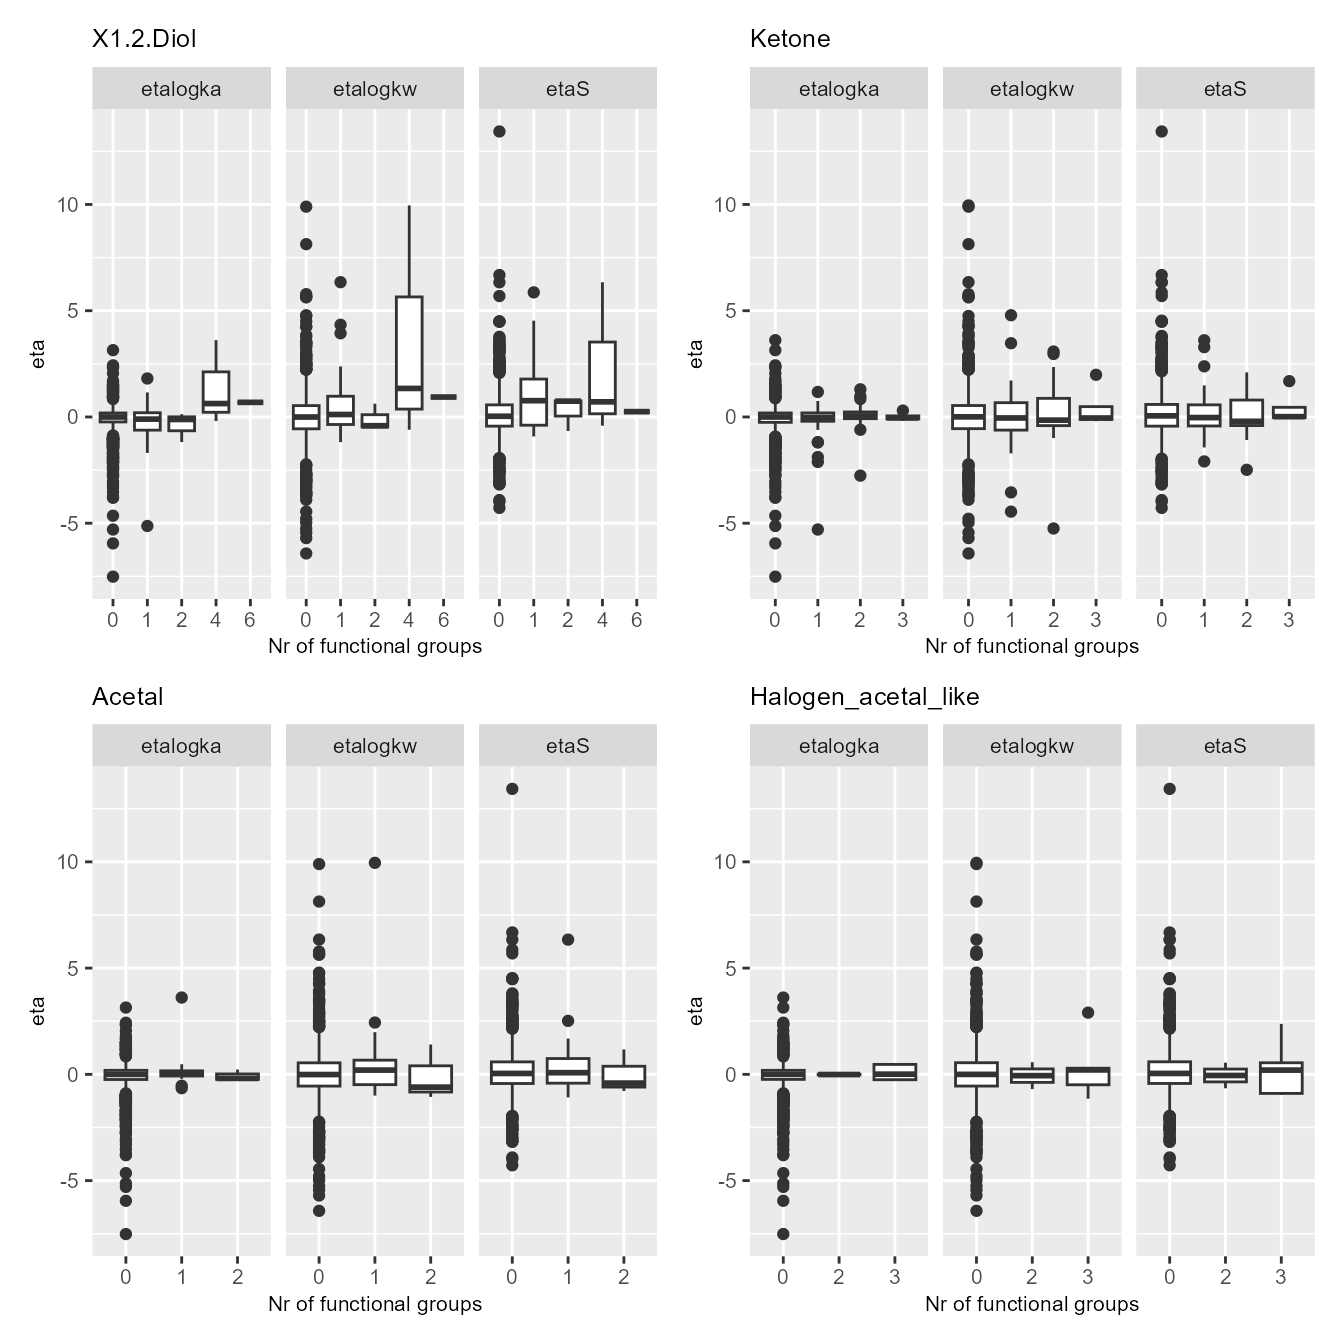 X1.2.Diol
etalogka etalogkw etaS
10
5
0
-5
eta
0 1 2 4 6 0 1 2 4 6 0 1 2 4 6
Nr of functional groups
Ketone
etalogka etalogkw etaS
10
5
0
-5
eta
0 1 2 3 0 1 2 3 0 1 2 3
Nr of functional groups
Acetal
etalogka etalogkw etaS
10
5
0
-5
eta
0 1 2 0 1 2 0 1 2
Nr of functional groups
Halogen_acetal_like
etalogka etalogkw etaS
10
5
0
-5
eta
0 2 3 0 2 3 0 2 3
Nr of functional groups